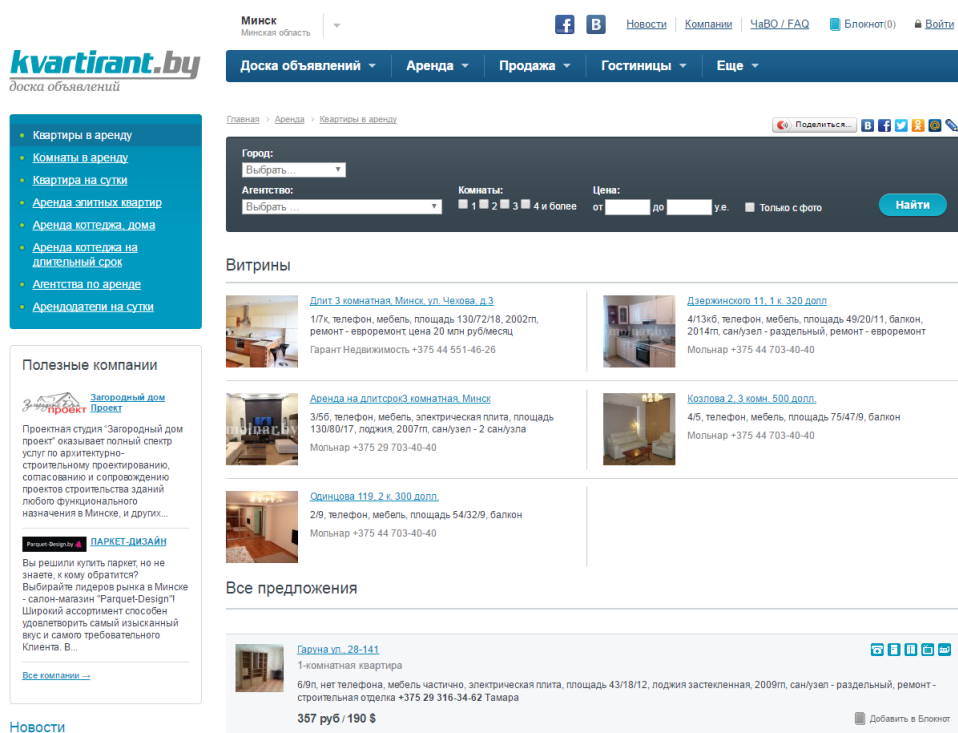 Минск
Минская область
Новости
Компании
ЧаВО / FAQ
Блокнот(0)
Войти
kvartirant.by
доска объявлений
Доска объявлений
Аренда
Продажа
Гостиницы
Еще
Квартиры в аренду
Комнаты в аренду
Квартира на сутки
Аренда элитных квартир
Аренда коттеджа, дома
Аренда коттеджа на
длительный срок
Агентства по аренде
Арендодатели на сутки
Полезные компании
Загородный дом
Проект
Проектная студия "Загородный дом
проект" оказывает полный спектр
услуг по архитектурно-
строительному проектированию,
согласованию и сопровождению
проектов строительства зданий
любого функционального
назначения в Минске, и других...
Parquet-Design.by
ПАРКЕТ-ДИЗАЙН
Вы решили купить паркет, но не
знаете, к кому обратится?
Выбирайте лидеров рынка в Минске
- салон-магазин "Parquet-Design"!
Широкий ассортимент способен
удовлетворить самый изысканный
вкус и самого требовательного
Клиента. В...
Все компании →
Новости
Главная > Аренда > Квартиры в аренду
Поделиться...
Город:
Выбрать...
Агентство:
Выбрать ...
Комнаты:
1 2 3 4 и более
Цена:
от до у.е.
Только с фото
Найти
Витрины
Длит. 3 комнатная, Минск, ул. Чехова, д.3
1/7к, телефон, мебель, площадь 130/72/18, 2002гп,
ремонт - евроремонт, цена 20 млн руб/месяц
Гарант Недвижимость +375 44 551-46-26
Дзержинского 11, 1 к. 320 долл
4/13кб, телефон, мебель, площадь 49/20/11, балкон,
2014гп, сан/узел - раздельный, ремонт - евроремонт
Мольнар +375 44 703-40-40
Аренда на длитсрок3 комнатная, Минск
3/5б, телефон, мебель, электрическая плита, площадь
130/80/17, лоджия, 2007гп, сан/узел - 2 сан/узла
Мольнар +375 29 703-40-40
Козлова 2, 3 комн. 500 долл.
4/5, телефон, мебель, площадь 75/47/9, балкон
Мольнар +375 44 703-40-40
Одинцова 119, 2 к. 300 долл.
2/9, телефон, мебель, площадь 54/32/9, балкон
Мольнар +375 44 703-40-40
Все предложения
Гаруна ул., 28-141
1-комнатная квартира
6/9п, нет телефона, мебель частично, электрическая плита, площадь 43/18/12, лоджия застекленная, 2009гп, сан/узел - раздельный, ремонт -
строительная отделка +375 29 316-34-62 Тамара
357 руб / 190 $
Добавить в Блокнот